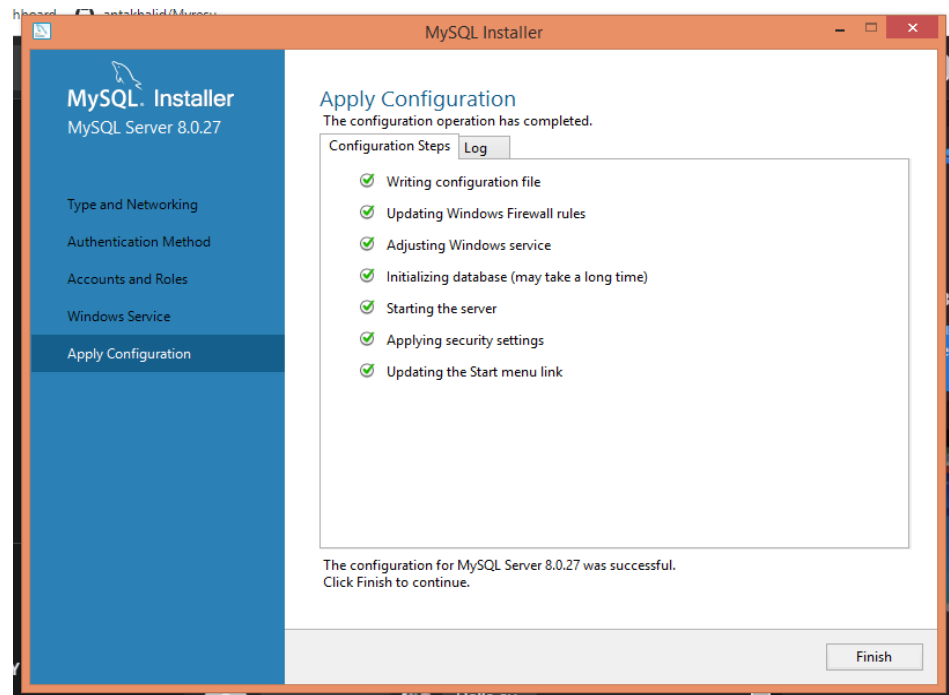 antakhalid/Myresu
MySQL Installer
MySQL. Installer
MySQL Server 8.0.27
Type and Networking
Authentication Method
Accounts and Roles
Windows Service
Apply Configuration
Apply Configuration
The configuration operation has completed.
Configuration Steps Log
Writing configuration file
Updating Windows Firewall rules
Adjusting Windows service
Initializing database (may take a long time)
Starting the server
Applying security settings
Updating the Start menu link
The configuration for MySQL Server 8.0.27 was successful.
Click Finish to continue.
Finish